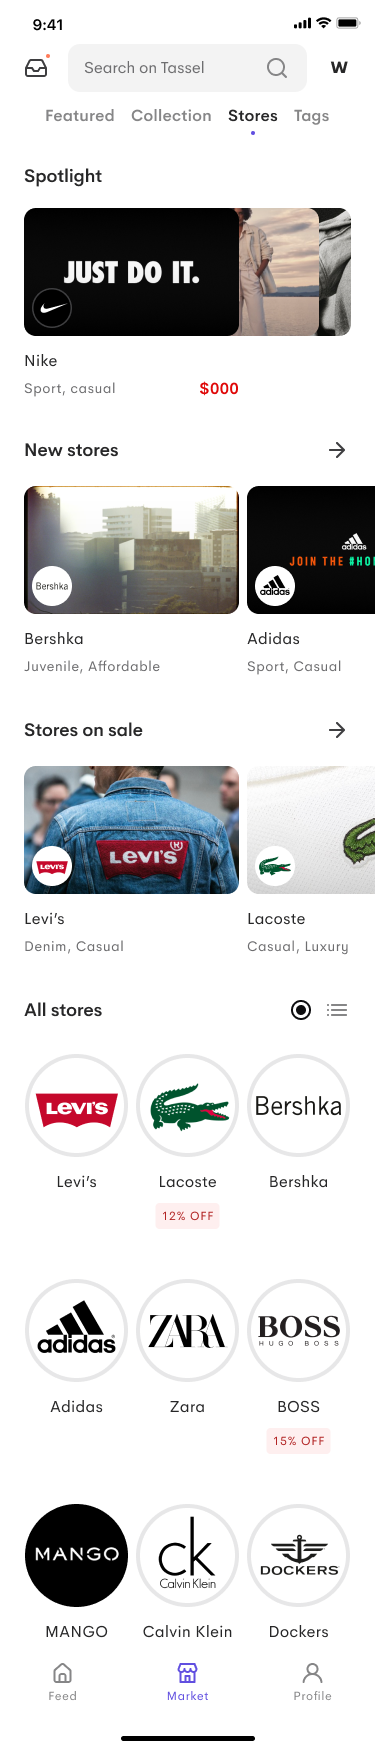 9:41
Search on Tassel
W
Featured Collection Stores Tags
Spotlight
JUST DO IT.
Nike
Sport, casual $000
New stores
Bershka
JOIN THE
adidas
Bershka Adidas
Juvenile, Affordable Sport, Casual
Stores on sale
LEVI'S®
LEVI'S
Levi’s Lacoste
Denim, Casual Casual, Luxury
All stores
LEVI'S Bershka
Levi’s Lacoste Bershka
12% OFF
adidas ZARA BOSS
HUGO BOSS
Adidas Zara BOSS
15% OFF
MANGO ck DOCKERS
Calvin Klein
MANGO Calvin Klein Dockers
Feed Market Profile